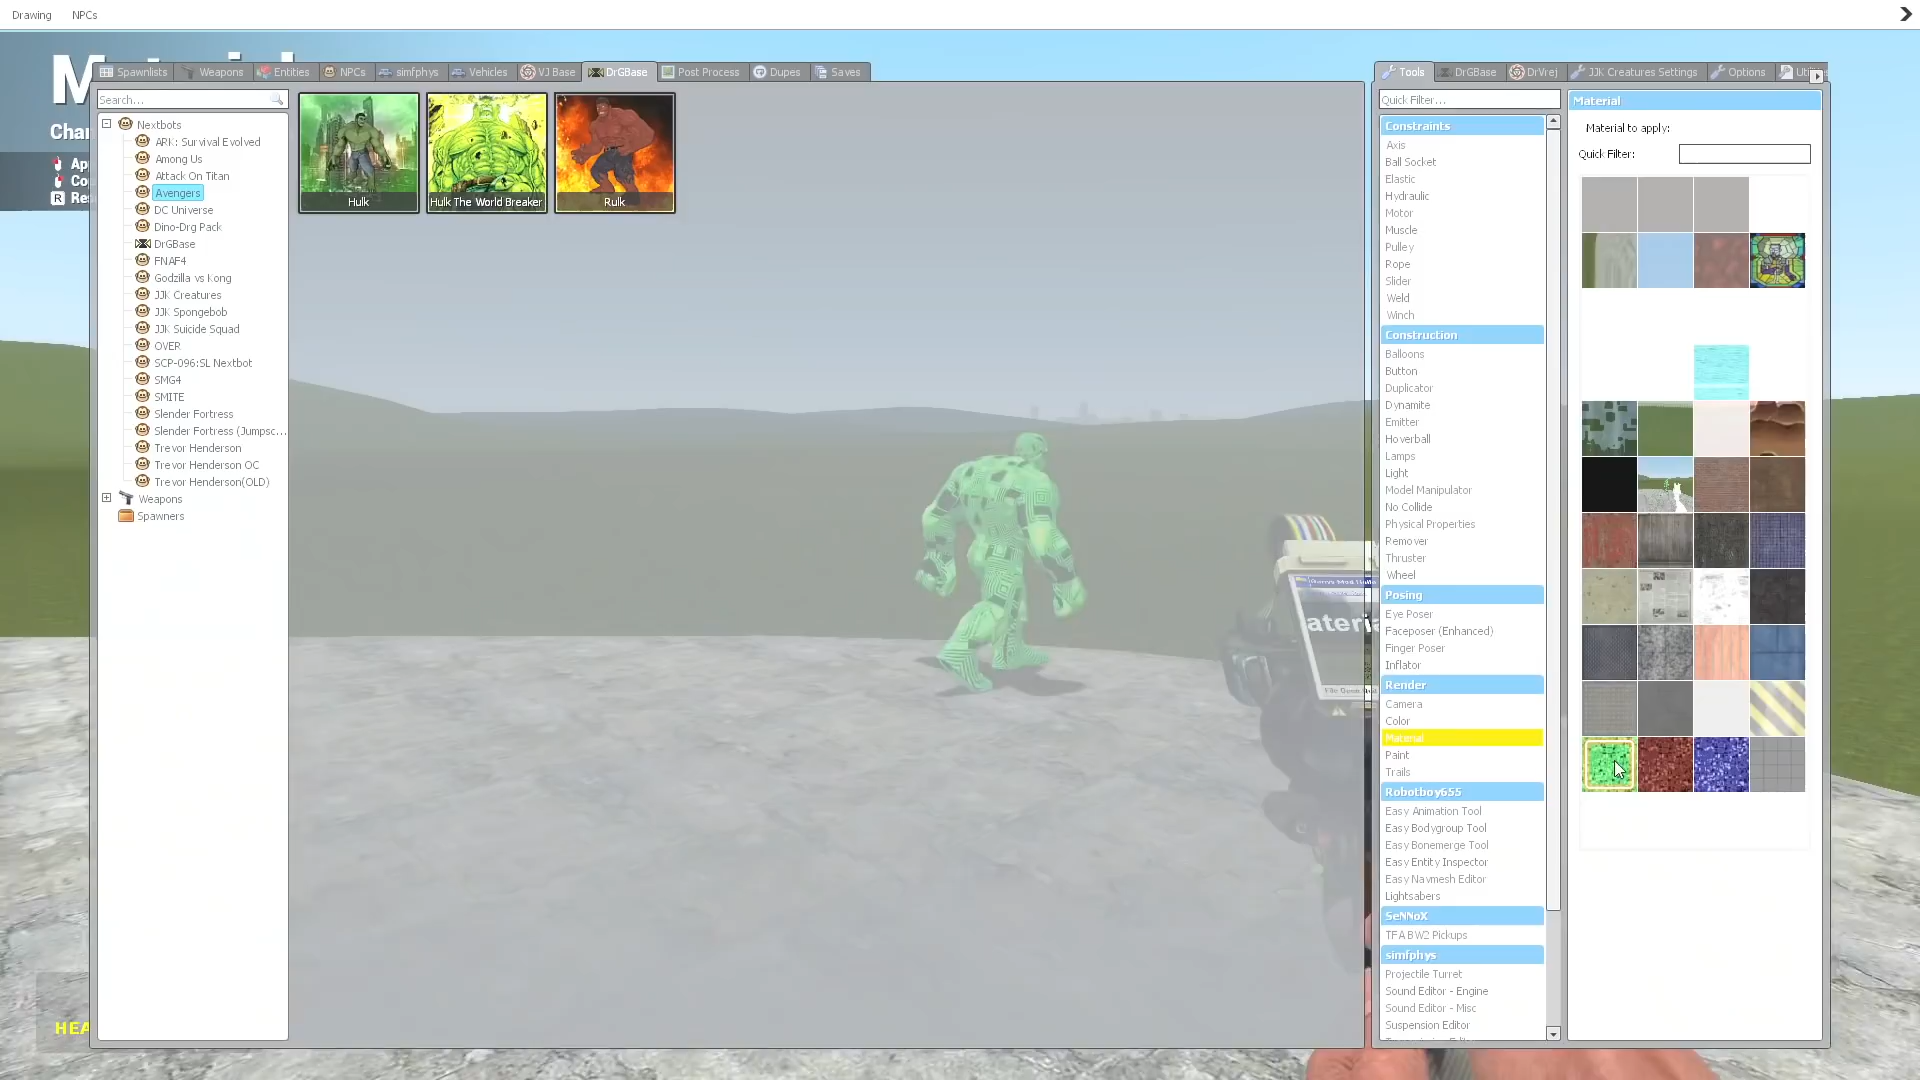 Drawing NPCs
Spawnlists Weapons Entities NPCs simfphys Vehicles VJ Base DrGBase Post Process Dupes Saves
Tools DrGBase DrVrej JJK Creatures Settings Options
Search...
Nextbots
ARK: Survival Evolved
Among Us
Attack On Titan
Avengers
DC Universe
Dino-Drg Pack
DrGBase
FNAF4
Godzilla vs Kong
JJK Creatures
JJK Spongebob
JJK Suicide Squad
OVER
SCP-096:SL Nextbot
SMG4
SMITE
Slender Fortress
Slender Fortress (Jumpsc...
Trevor Henderson
Trevor Henderson OC
Trevor Henderson(OLD)
Weapons
Spawners
Hulk
Hulk The World Breaker
Rulk
R
HEA
ateria
Quick Filter...
Constraints
Axis
Ball Socket
Elastic
Hydraulic
Motor
Muscle
Pulley
Rope
Slider
Weld
Winch
Construction
Balloons
Button
Duplicator
Dynamite
Emitter
Hoverball
Lamps
Light
Model Manipulator
No Collide
Physical Properties
Remover
Thruster
Wheel
Posing
Eye Poser
Faceposer (Enhanced)
Finger Poser
Inflator
Render
Camera
Color
Material
Paint
Trails
Robotboy655
Easy Animation Tool
Easy Bodygroup Tool
Easy Bonemerge Tool
Easy Entity Inspector
Easy Navmesh Editor
Lightsabers
SeNNoX
TFA BW2 Pickups
simfphys
Projectile Turret
Sound Editor - Engine
Sound Editor - Misc
Suspension Editor
Material
Material to apply:
Quick Filter: